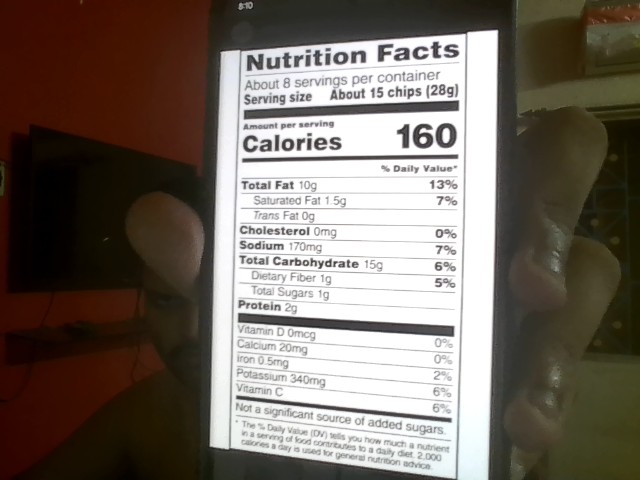 8:10
Nutrition Facts
About 8 servings per container
Serving size About 15 chips (28g)
Amount per serving
Calories 160
% Daily Value*
Total Fat 10g 13%
Saturated Fat 1.5g 7%
Trans Fat 0g
Cholesterol 0mg 0%
Sodium 170mg 7%
Total Carbohydrate 15g 6%
Dietary Fiber 1g 5%
Total Sugars 1g
Protein 2g
Vitamin D 0mcg 0%
Calcium 20mg 0%
Iron 0.5mg 2%
Potassium 340mg 6%
Vitamin C 6%
Not a significant source of added sugars.
* The % Daily Value (DV) tells you how much a nutrient
in a serving of food contributes to a daily diet. 2,000
calories a day is used for general nutrition advice.